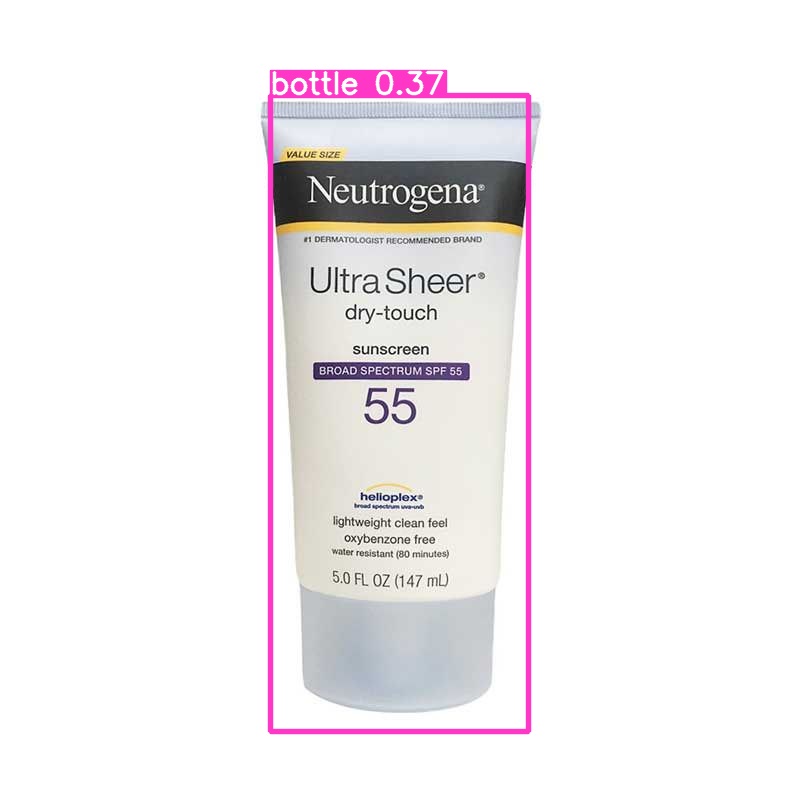 bottle 0.37
VALUE SIZE
Neutrogena®
#1 DERMATOLOGIST RECOMMENDED BRAND
Ultra Sheer®
dry-touch
sunscreen
BROAD SPECTRUM SPF 55
55
helioplex®
broad spectrum uva-uvb
lightweight clean feel
oxybenzone free
water resistant (80 minutes)
5.0 FL OZ (147 mL)